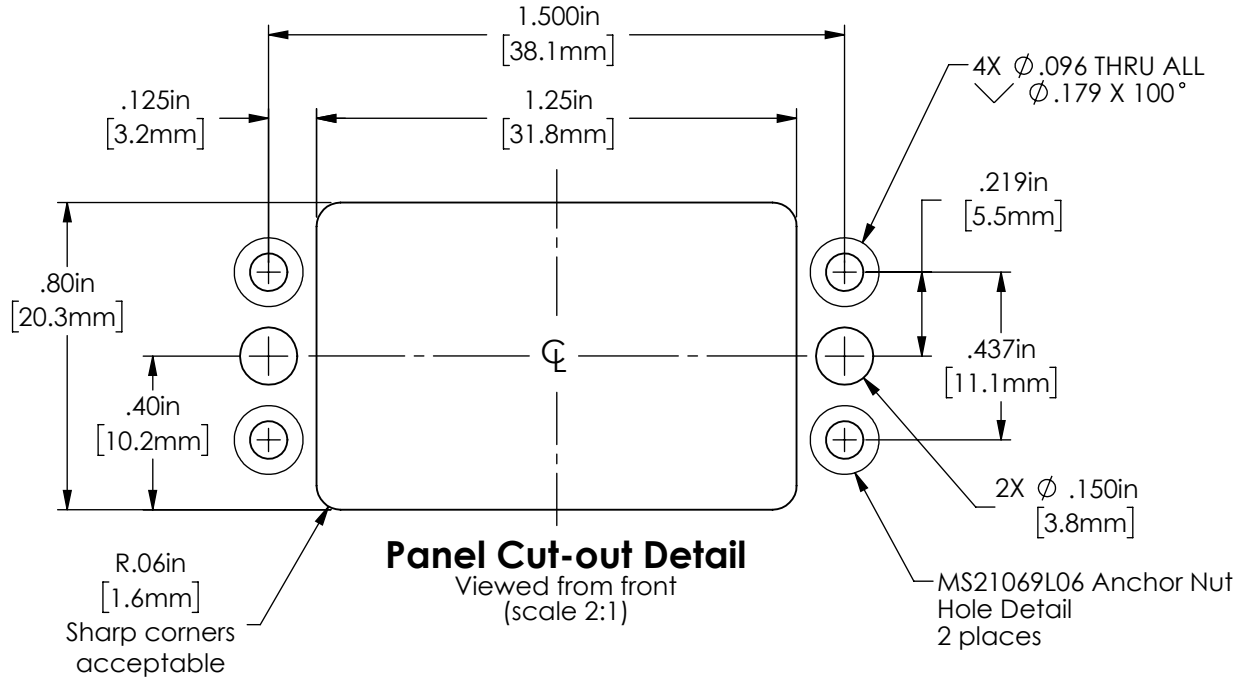 1.500in
[38.1mm]
4X ∅.096 THRU ALL
⌵ ∅.179 X 100°
.125in
[3.2mm]
1.25in
[31.8mm]
.219in
[5.5mm]
.80in
[20.3mm]
℄
.437in
[11.1mm]
.40in
[10.2mm]
2X ∅ .150in
[3.8mm]
R.06in
[1.6mm]
Sharp corners
acceptable
Panel Cut-out Detail
Viewed from front
(scale 2:1)
MS21069L06 Anchor Nut
Hole Detail
2 places